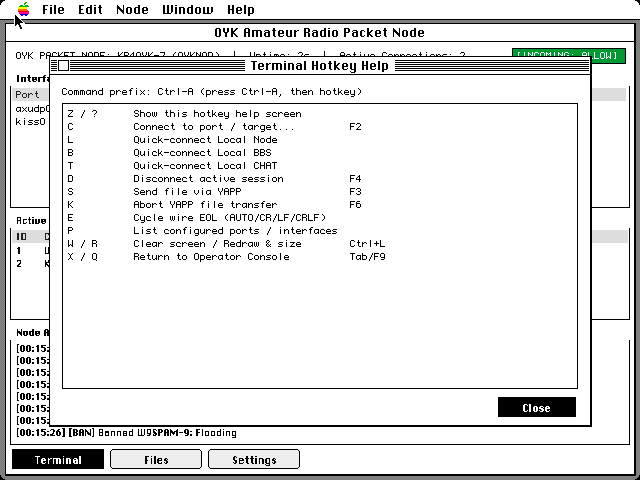 File Edit Node Window Help
OYK Amateur Radio Packet Node
OYK PACKET NODE: KR4OYK-7 (OYKNOD) | Uptime: 2s | Active Connections: 2 [INCOMING: ALLOW]
Terminal Hotkey Help
Interfa
Command prefix: Ctrl-A (press Ctrl-A, then hotkey)
Port
axudp0
kiss0
Z / ? Show this hotkey help screen
C Connect to port / target... F2
L Quick-connect Local Node
B Quick-connect Local BBS
T Quick-connect Local CHAT
D Disconnect active session F4
S Send file via YAPP F3
K Abort YAPP file transfer F6
E Cycle wire EOL (AUTO/CR/LF/CRLF)
P List configured ports / interfaces
W / R Clear screen / Redraw & size Ctrl+L
X / Q Return to Operator Console Tab/F9
Active
ID
1
2 K
Node A
[00:15:
[00:15:
[00:15:
[00:15:
[00:15:
[00:15:
[00:15:
Close
[00:15:26] [BAN] Banned W9SPAM-9: Flooding
Terminal Files Settings